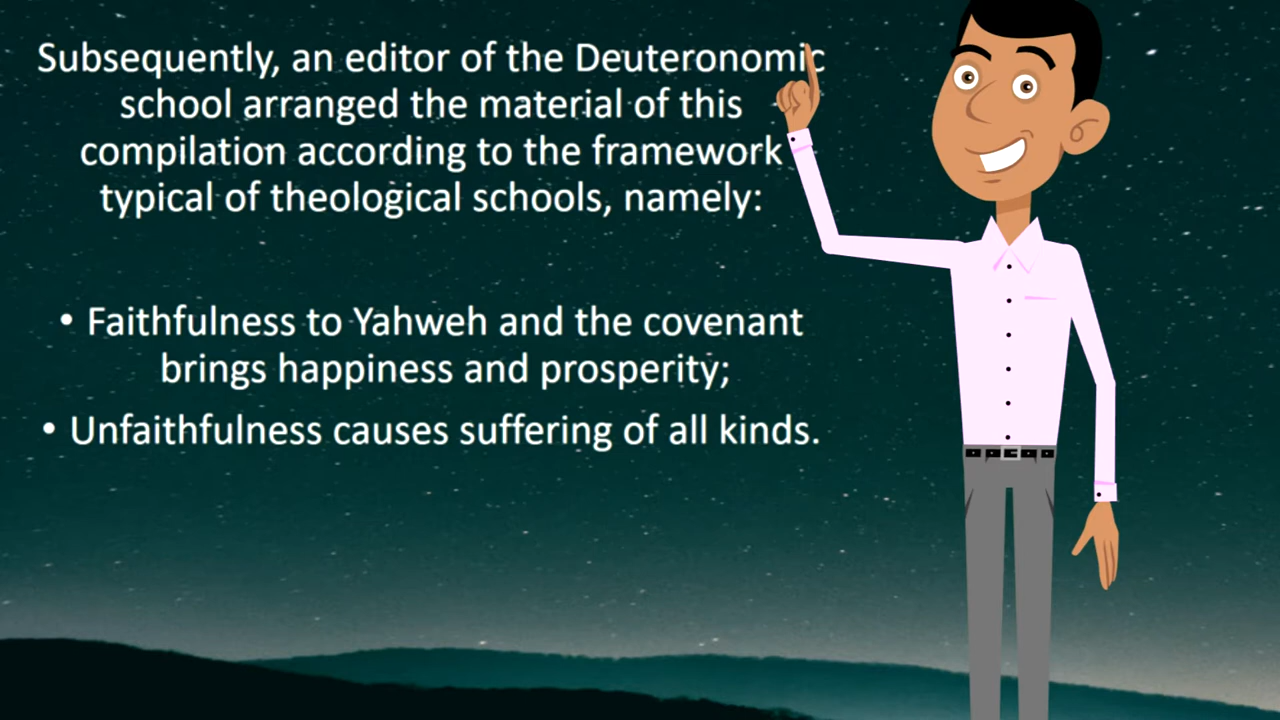 Subsequently, an editor of the Deuteronomic
school arranged the material of this
compilation according to the framework
typical of theological schools, namely:
• Faithfulness to Yahweh and the covenant
brings happiness and prosperity;
• Unfaithfulness causes suffering of all kinds.